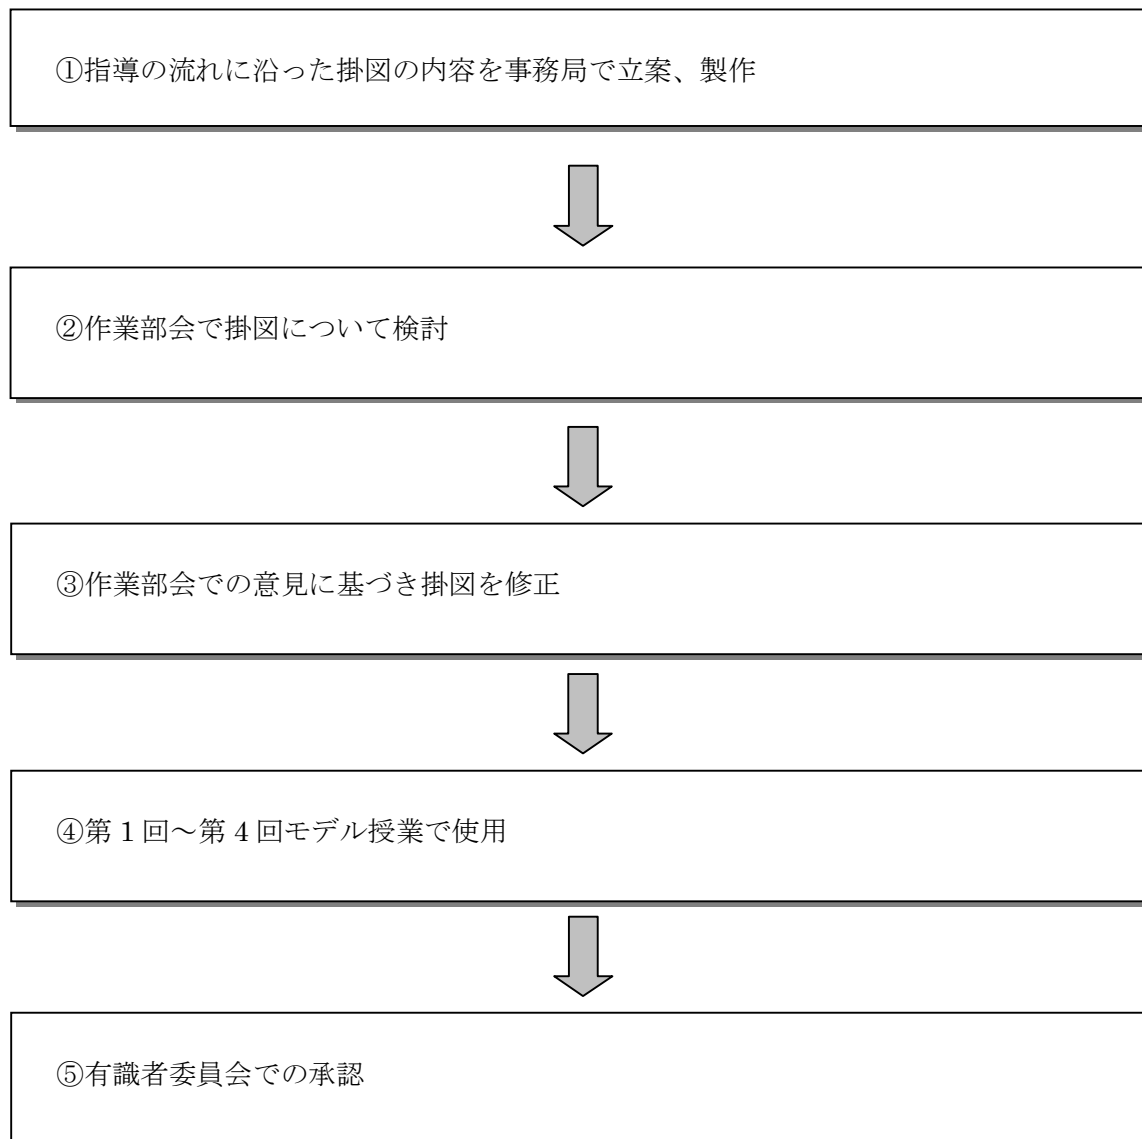 ①指導の流れに沿った掛図の内容を事務局で立案、製作
②作業部会で掛図について検討
③作業部会での意見に基づき掛図を修正
④第1回～第4回モデル授業で使用
⑤有識者委員会での承認